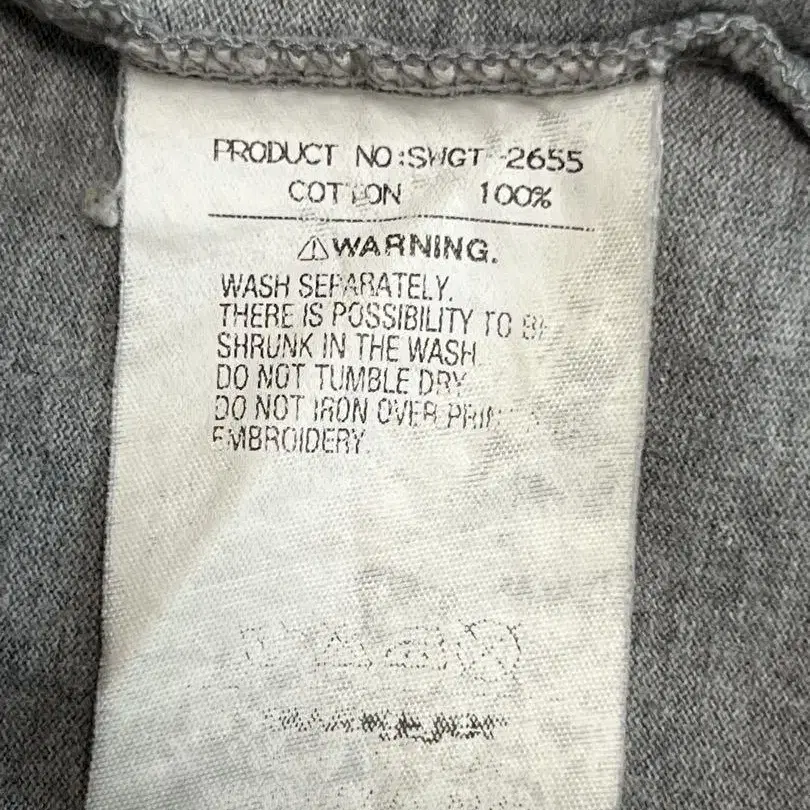 PRODUCT NO:SWGT-2655
COTTON 100%
⚠WARNING.
WASH SEPARATELY.
THERE IS POSSIBILITY TO BE
SHRUNK IN THE WASH
DO NOT TUMBLE DRY
DO NOT IRON OVER
EMBROIDERY.